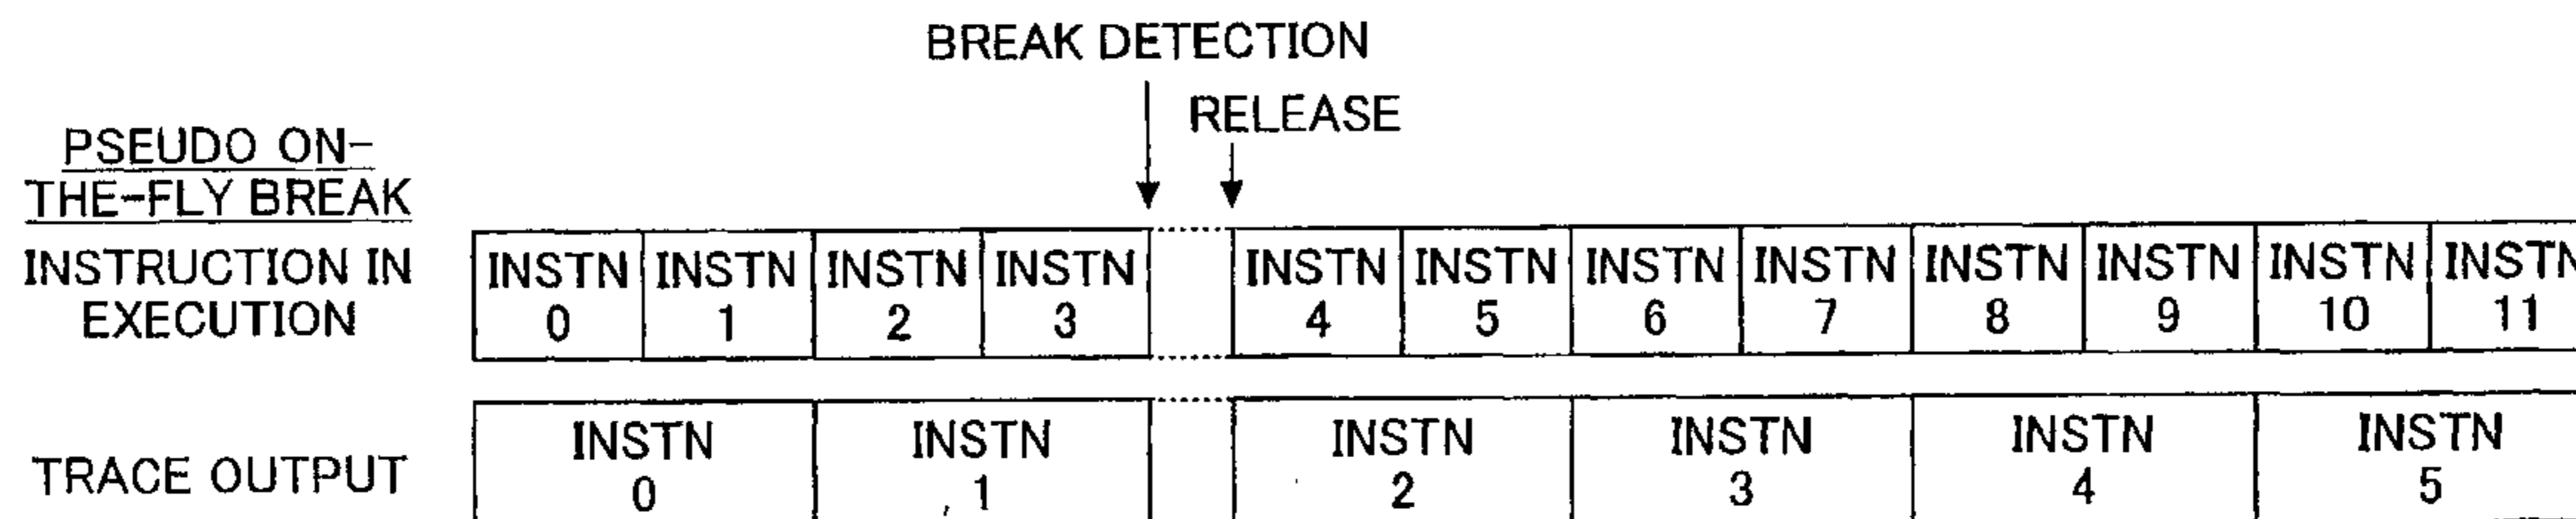 BREAK DETECTION
RELEASE
PSEUDO ON-
THE-FLY BREAK
INSTRUCTION IN
EXECUTION
INSTN INSTN INSTN INSTN INSTN INSTN INSTN INSTN INSTN INSTN INSTN INSTN
0 1 2 3 4 5 6 7 8 9 10 11
TRACE OUTPUT
INSTN INSTN INSTN INSTN INSTN INSTN
0 1 2 3 4 5